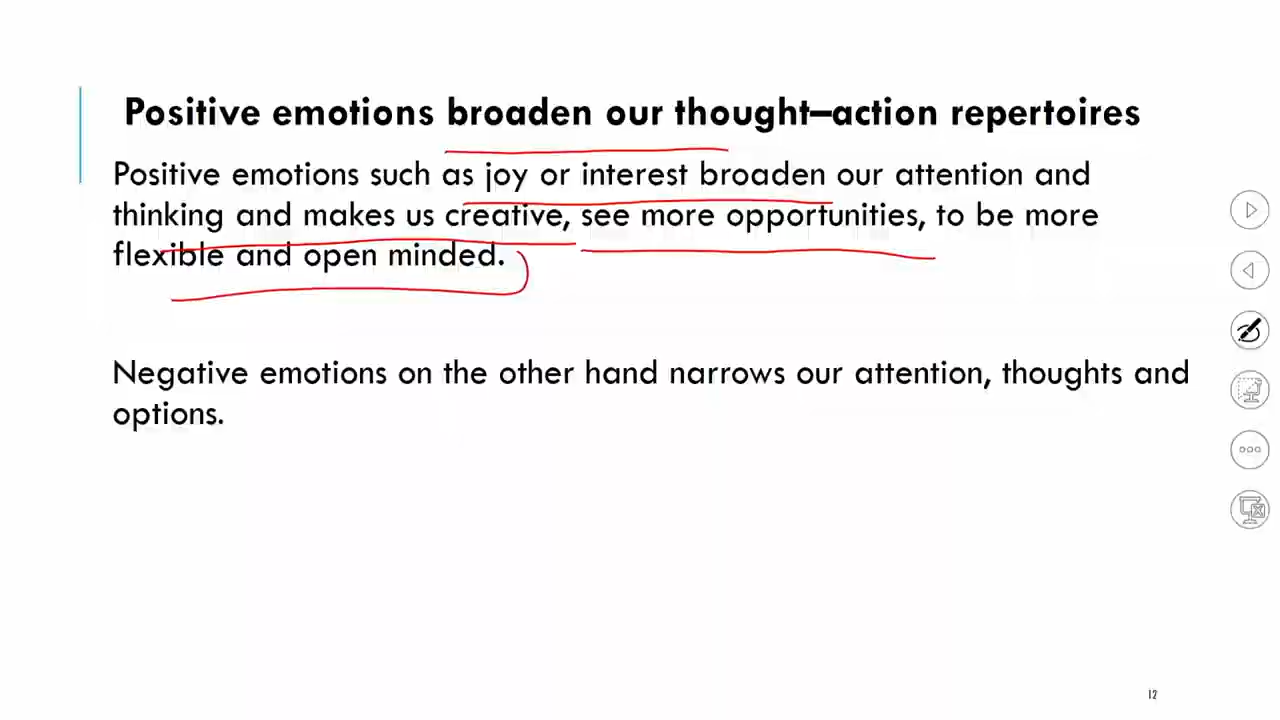 Positive emotions broaden our thought–action repertoires
Positive emotions such as joy or interest broaden our attention and
thinking and makes us creative, see more opportunities, to be more
flexible and open minded.
Negative emotions on the other hand narrows our attention, thoughts and
options.
12